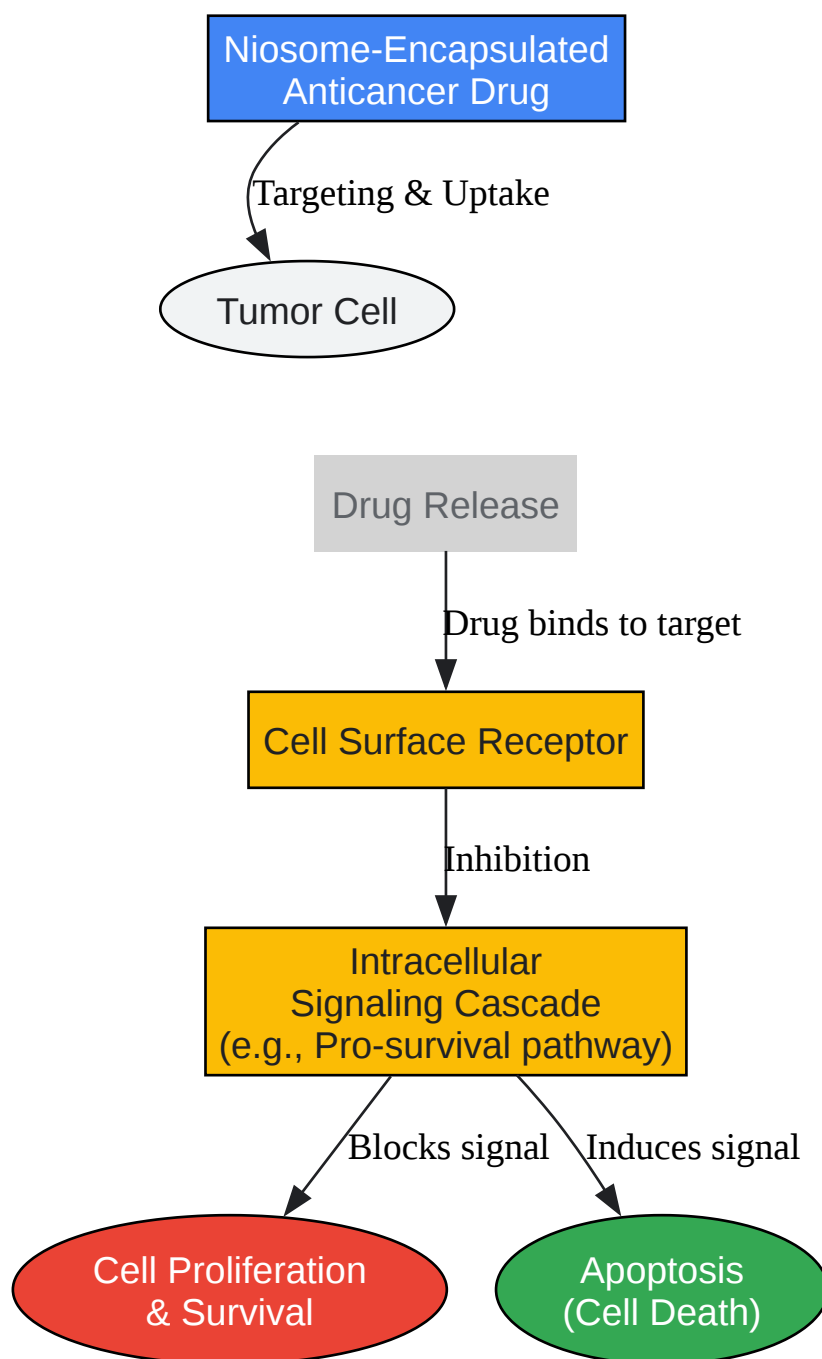 Niosome-Encapsulated
Anticancer Drug
Targeting & Uptake
Tumor Cell
Drug Release
Drug binds to target
Cell Surface Receptor
Inhibition
Intracellular
Signaling Cascade
(e.g., Pro-survival pathway)
Blocks signal
Induces signal
Cell Proliferation
& Survival
Apoptosis
(Cell Death)